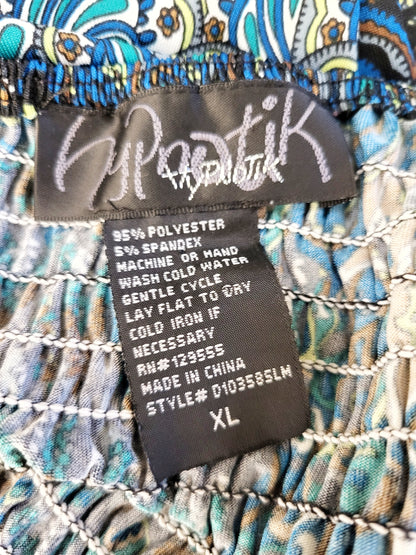 Hypnotik
HYPNOTIK
95% POLYESTER
5% SPANDEX
MACHINE OR HAND
WASH COLD WATER
GENTLE CYCLE
LAY FLAT TO DRY
COLD IRON IF
NECESSARY
RN#129555
MADE IN CHINA
STYLE# D10358SLM
XL